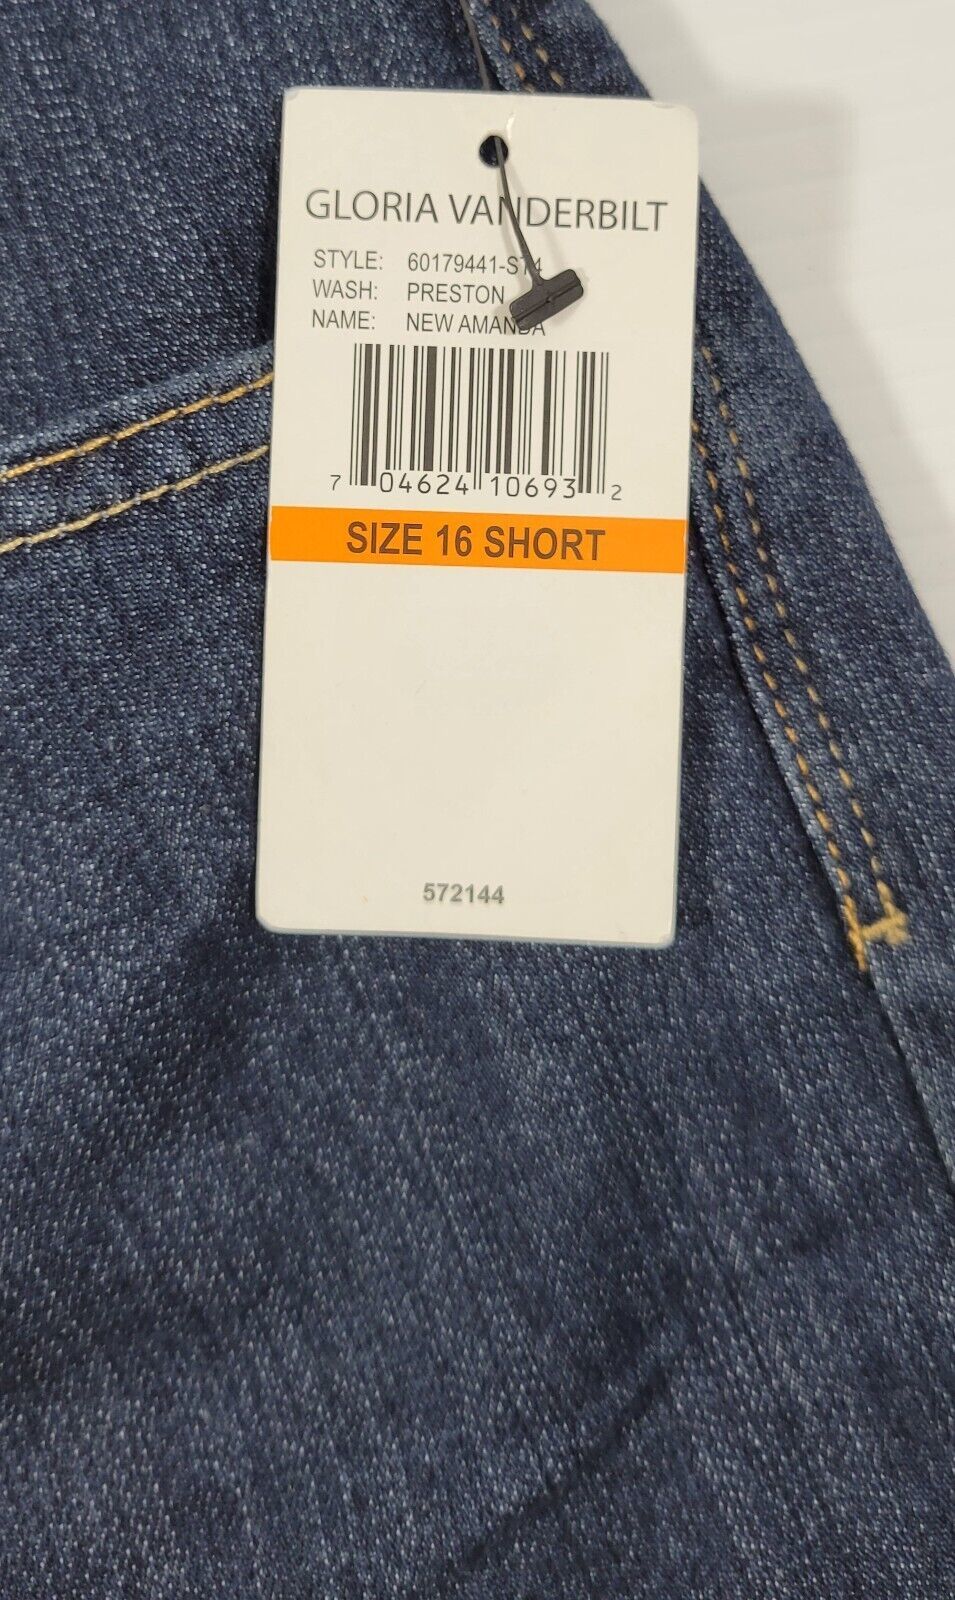 GLORIA VANDERBILT
STYLE: 60179441-ST4
WASH: PRESTON
NAME: NEW AMANDA
7 04624 10693 2
SIZE 16 SHORT
572144